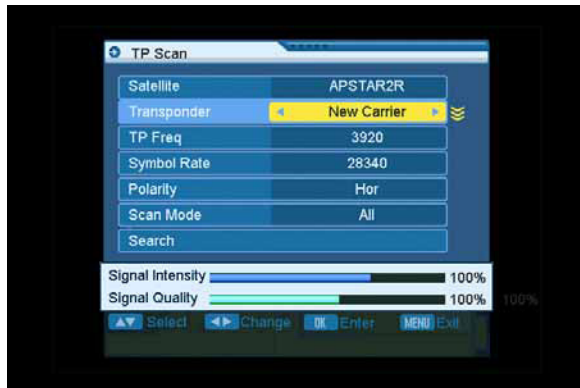 TP Scan
Satellite APSTAR2R
Transponder New Carrier
TP Freq 3920
Symbol Rate 28340
Polarity Hor
Scan Mode All
Search
Signal Intensity 100%
Signal Quality 100% 100%
Select Change OK Enter MENU Exit